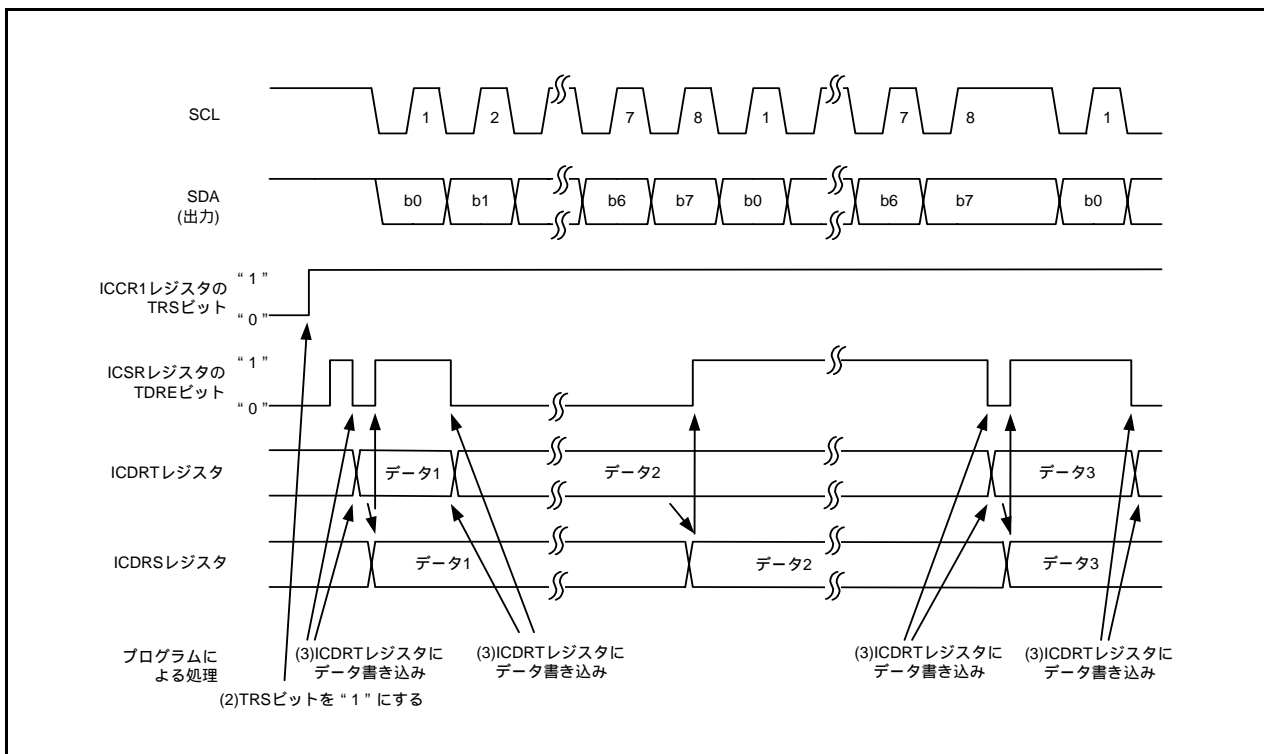 SCL
1 2 7 8 1 7 8 1
SDA
(出力)
b0 b1 b6 b7 b0 b6 b7 b0
ICCR1レジスタの
TRSビット
“ 1 ”
“ 0 ”
ICSRレジスタの
TDREビット
“ 1 ”
“ 0 ”
ICDRTレジスタ
データ1 データ2 データ3
ICDRSレジスタ
データ1 データ2 データ3
プログラムに
よる処理
(3)ICDRTレジスタに
データ書き込み
(3)ICDRTレジスタに
データ書き込み
(3)ICDRTレジスタに
データ書き込み
(3)ICDRTレジスタに
データ書き込み
(2)TRSビットを “ 1 ” にする